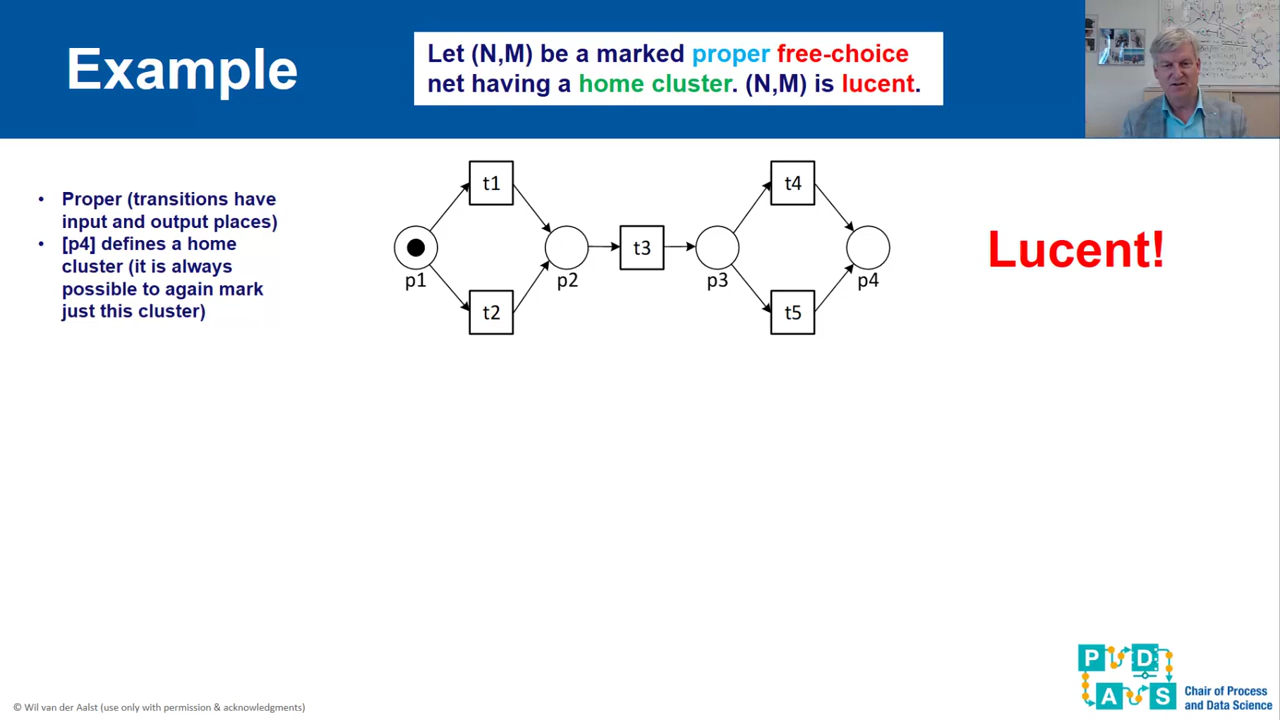 Example
Let (N,M) be a marked proper free-choice
net having a home cluster. (N,M) is lucent.
• Proper (transitions have
input and output places)
• [p4] defines a home
cluster (it is always
possible to again mark
just this cluster)
t1
t4
t3
p1
p2
p3
p4
t2
t5
Lucent!
P D
A S
Chair of Process
and Data Science
© Wil van der Aalst (use only with permission & acknowledgments)